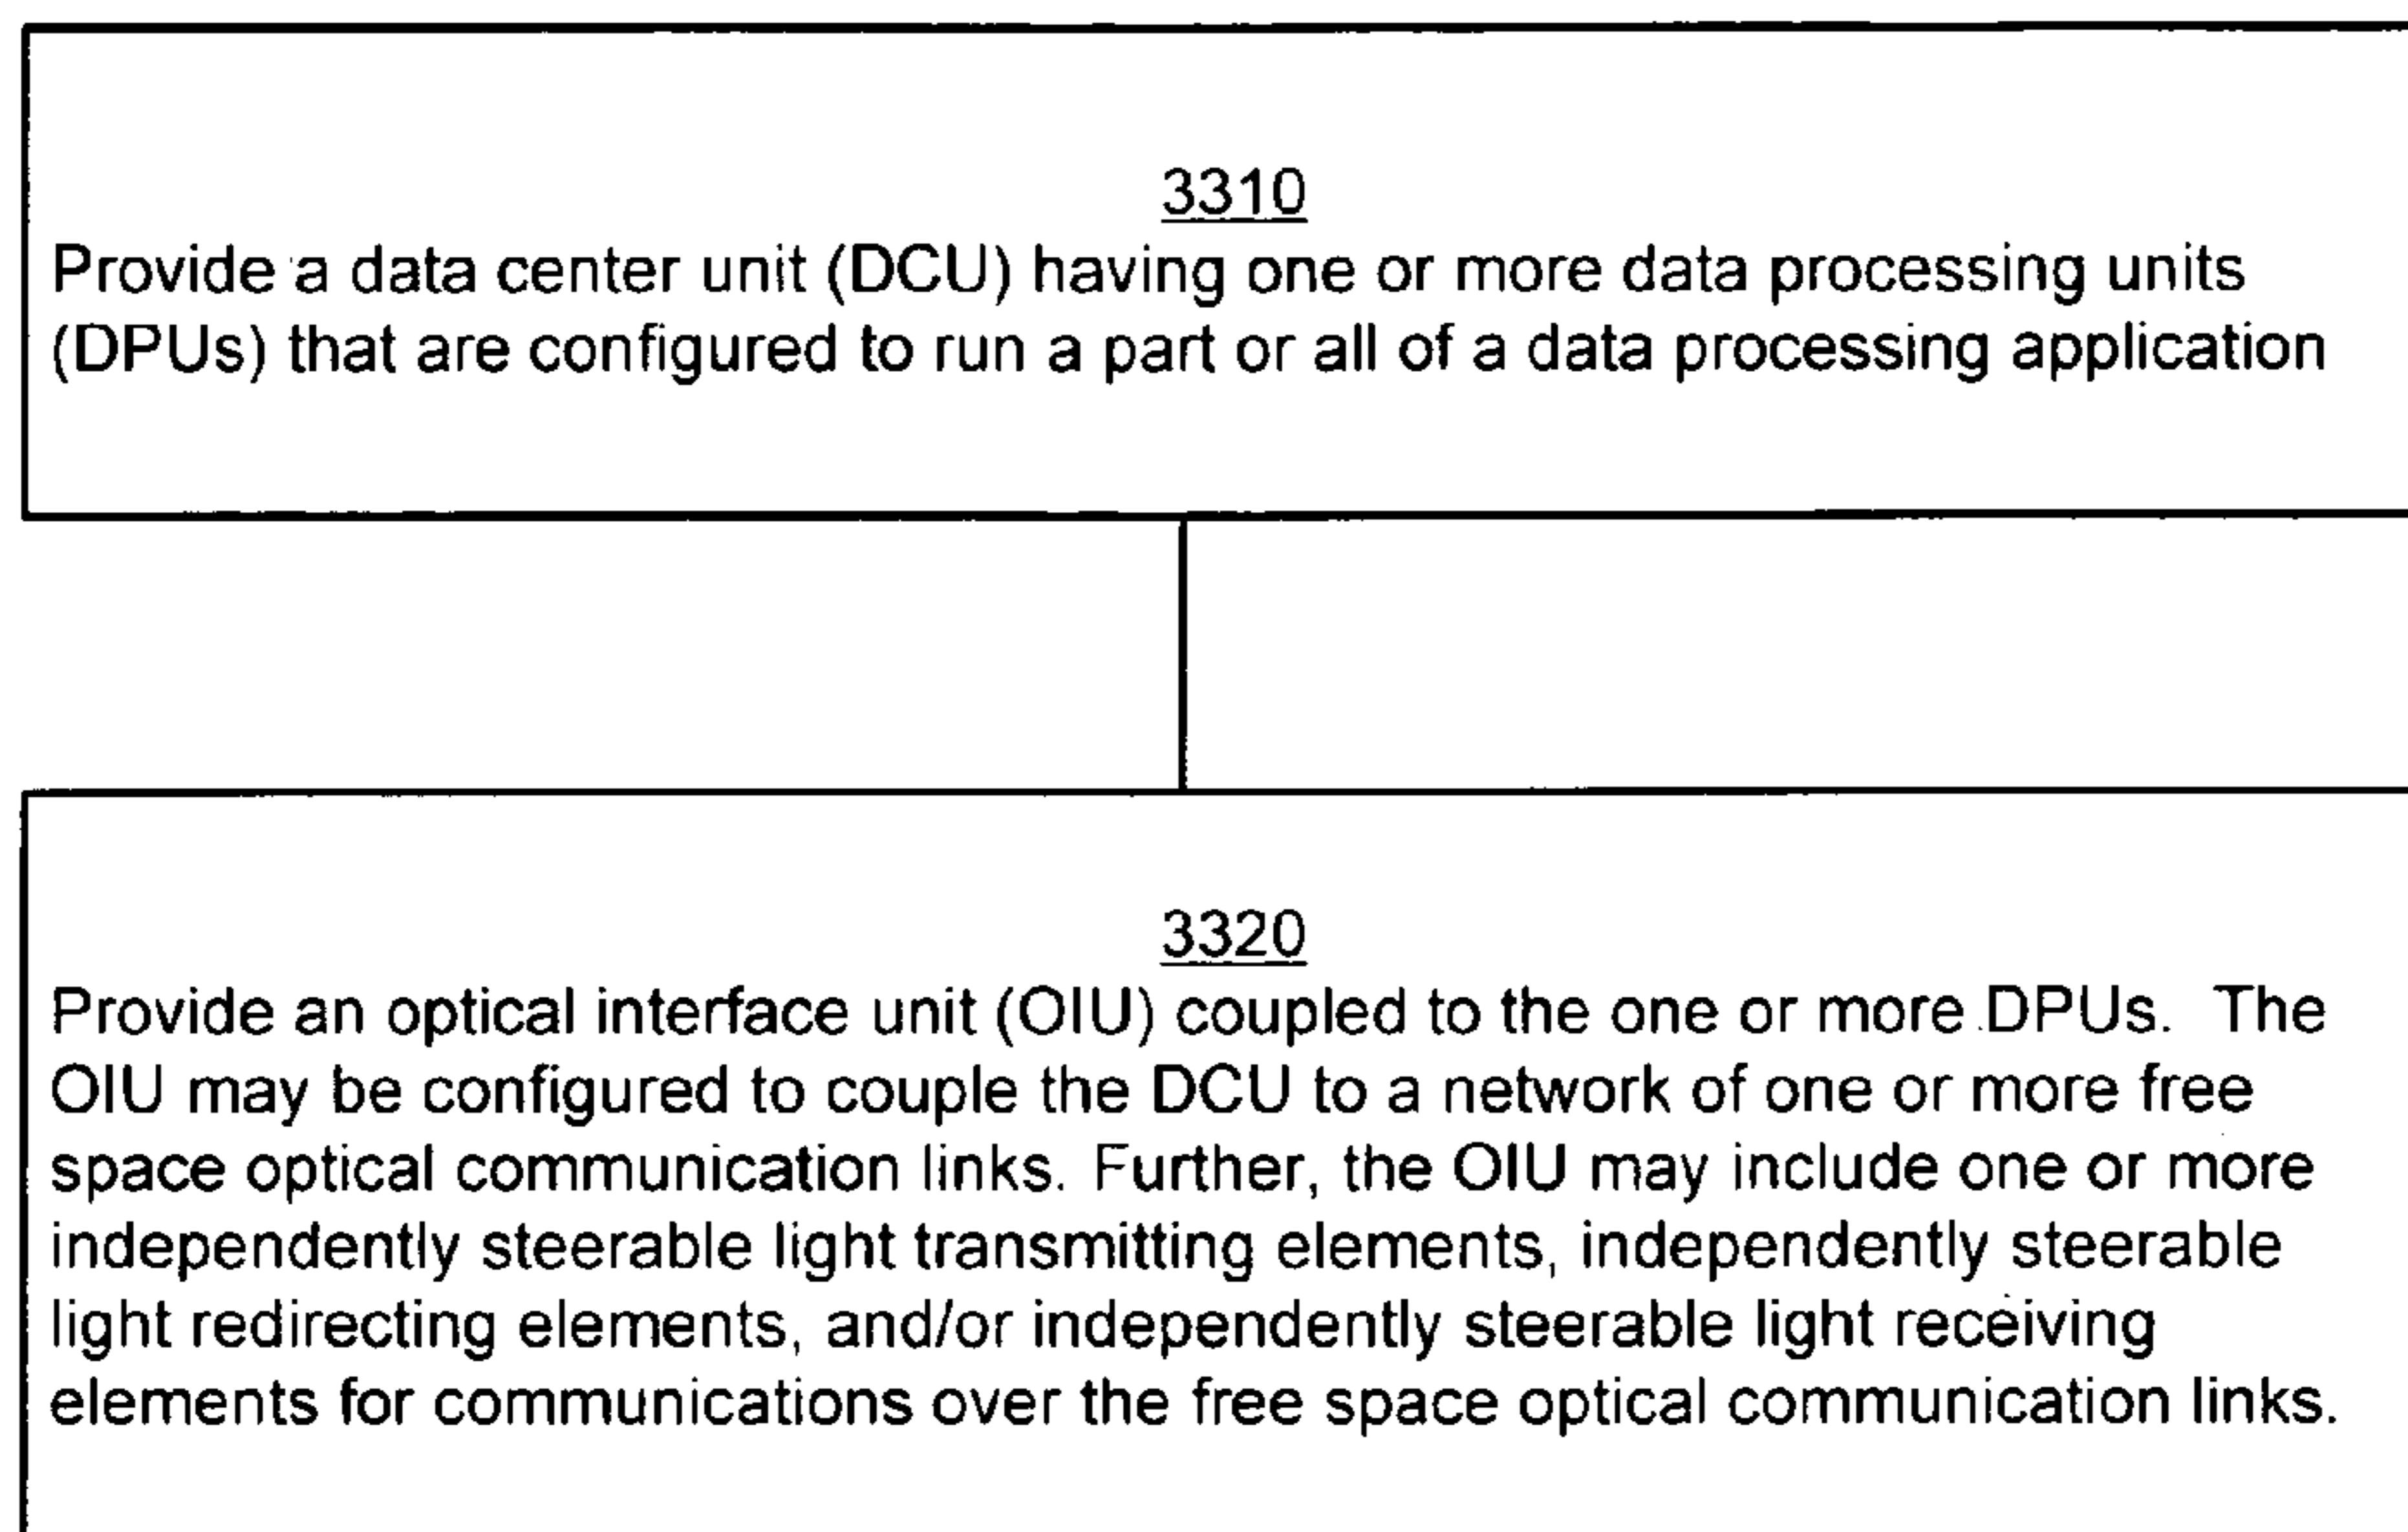 3310
Provide a data center unit (DCU) having one or more data processing units
(DPUs) that are configured to run a part or all of a data processing application
3320
Provide an optical interface unit (OIU) coupled to the one or more DPUs. The
OIU may be configured to couple the DCU to a network of one or more free
space optical communication links. Further, the OIU may include one or more
independently steerable light transmitting elements, independently steerable
light redirecting elements, and/or independently steerable light receiving
elements for communications over the free space optical communication links.